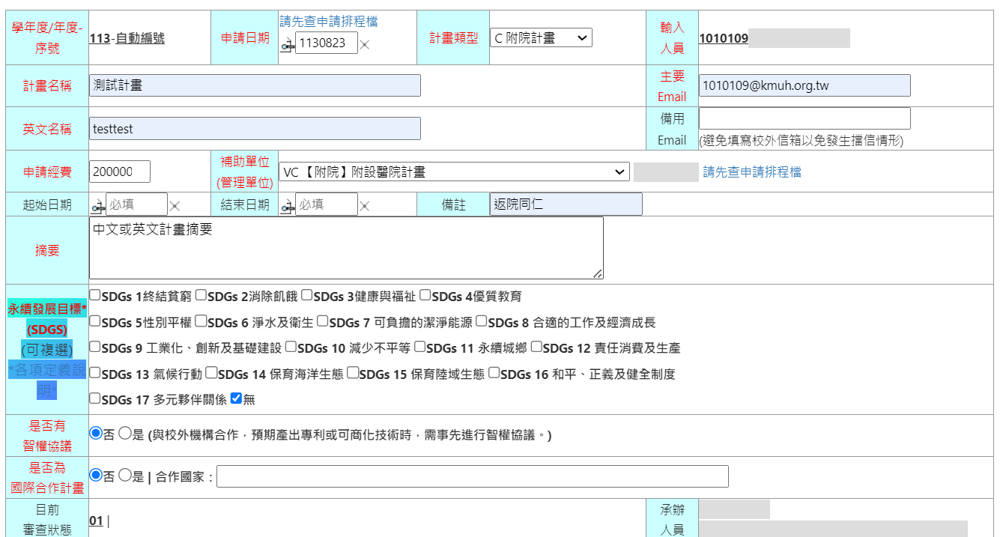 學年度/年度-序號 113-自動編號 申請日期 請先查申請排程檔 1130823 計畫類型 C 附院計畫 輸入人員 1010109
計畫名稱 測試計畫 主要Email 1010109@kmuh.org.tw
英文名稱 testtest 備用Email (避免填寫校外信箱以免發生擋信情形)
申請經費 200000 補助單位(管理單位) VC 【附院】附設醫院計畫 請先查申請排程檔
起始日期 必填 結束日期 必填 備註 返院同仁
摘要 中文或英文計畫摘要
永續發展目標*
(SDGS)
(可複選)
*各項定義說明*
SDGs 1終結貧窮 SDGs 2消除飢餓 SDGs 3健康與福祉 SDGs 4優質教育
SDGs 5性別平權 SDGs 6 淨水及衛生 SDGs 7 可負擔的潔淨能源 SDGs 8 合適的工作及經濟成長
SDGs 9 工業化、創新及基礎建設 SDGs 10 減少不平等 SDGs 11 永續城鄉 SDGs 12 責任消費及生產
SDGs 13 氣候行動 SDGs 14 保育海洋生態 SDGs 15 保育陸域生態 SDGs 16 和平、正義及健全制度
SDGs 17 多元夥伴關係 無
是否有智權協議 否 是 (與校外機構合作，預期產出專利或可商化技術時，需事先進行智權協議。)
是否為國際合作計畫 否 是 | 合作國家：
目前審查狀態 01 | 承辦人員